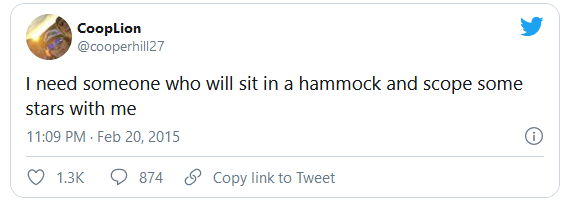 CoopLion
@cooperhill27
I need someone who will sit in a hammock and scope some
stars with me
11:09 PM · Feb 20, 2015
1.3K 874 Copy link to Tweet